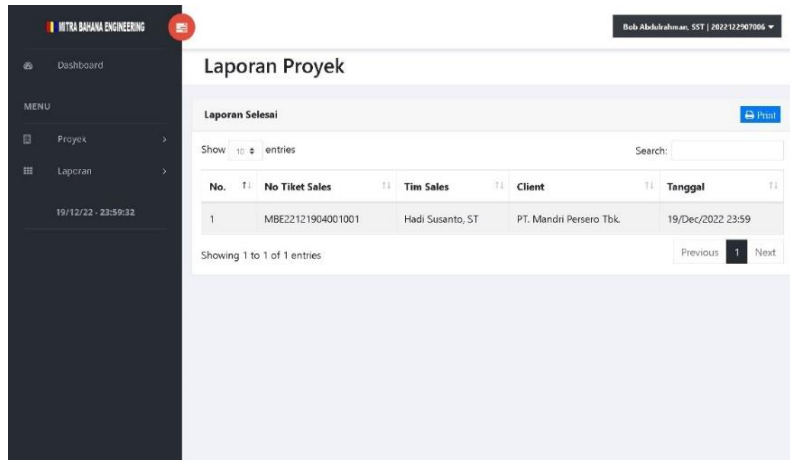 MITRA BAHANA ENGINEERING
Bob Abdulrahman, SST | 2022122907006
Dashboard
MENU
Proyek
Laporan
19/12/22 - 23:59:32
Laporan Proyek
Laporan Selesai
Print
Show 10 entries
Search:
No. No Tiket Sales Tim Sales Client Tanggal
1 MBE22121904001001 Hadi Susanto, ST PT. Mandri Persero Tbk. 19/Dec/2022 23:59
Showing 1 to 1 of 1 entries
Previous 1 Next